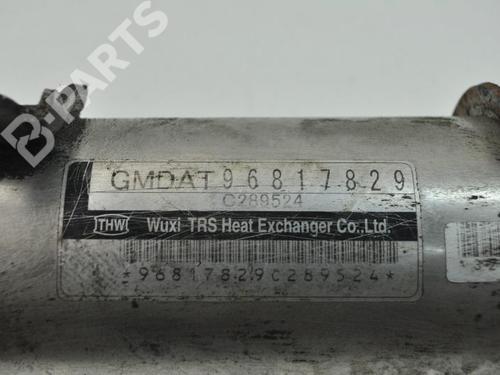 B-PARTS
GMDAT 96817829
C289524
THW Wuxi TRS Heat Exchanger Co.,Ltd.
*96817829C289524*